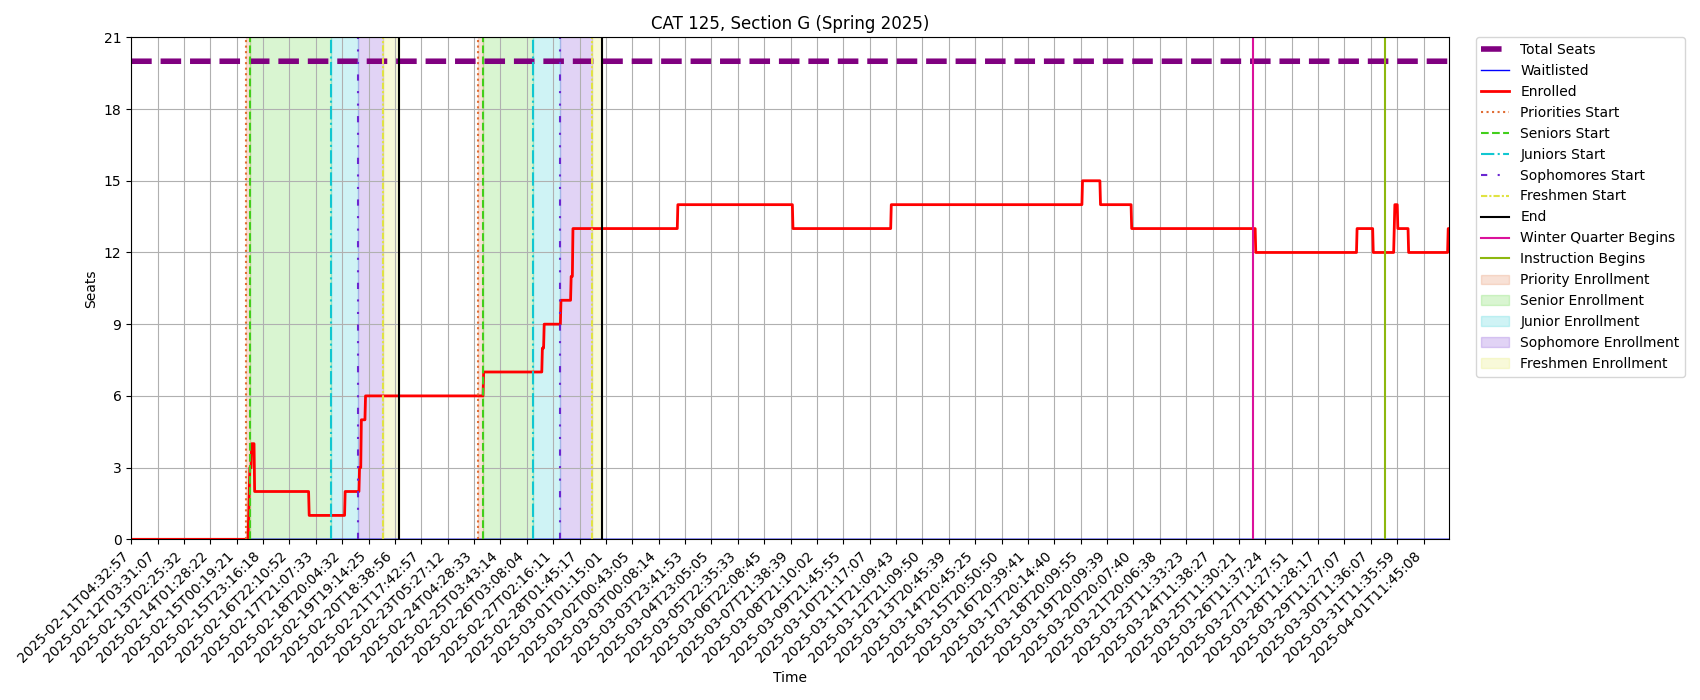 CAT 125, Section G (Spring 2025)
21
18
15
12
9
6
3
0
Seats
2025-02-11T04:32:57
2025-02-12T03:31:07
2025-02-13T02:25:32
2025-02-14T01:28:22
2025-02-15T00:19:21
2025-02-15T23:16:18
2025-02-16T22:10:52
2025-02-17T21:07:33
2025-02-18T20:04:32
2025-02-19T19:14:25
2025-02-20T18:38:56
2025-02-21T17:42:57
2025-02-23T05:27:12
2025-02-24T04:28:33
2025-02-25T03:43:14
2025-02-26T03:08:04
2025-02-27T02:16:11
2025-02-28T01:45:17
2025-03-01T01:15:01
2025-03-02T00:43:05
2025-03-03T00:08:14
2025-03-03T23:41:53
2025-03-04T23:05:05
2025-03-05T22:35:33
2025-03-06T22:08:45
2025-03-07T21:38:39
2025-03-08T21:10:02
2025-03-09T21:45:55
2025-03-10T21:17:07
2025-03-11T21:09:43
2025-03-12T21:09:50
2025-03-13T20:45:39
2025-03-14T20:45:25
2025-03-15T20:50:50
2025-03-16T20:39:41
2025-03-17T20:14:40
2025-03-18T20:09:55
2025-03-19T20:09:39
2025-03-20T20:07:40
2025-03-21T20:06:38
2025-03-23T11:33:23
2025-03-24T11:38:27
2025-03-25T11:30:21
2025-03-26T11:37:24
2025-03-27T11:27:51
2025-03-28T11:28:17
2025-03-29T11:27:07
2025-03-30T11:36:07
2025-03-31T11:35:59
2025-04-01T11:45:08
Time
Total Seats
Waitlisted
Enrolled
Priorities Start
Seniors Start
Juniors Start
Sophomores Start
Freshmen Start
End
Winter Quarter Begins
Instruction Begins
Priority Enrollment
Senior Enrollment
Junior Enrollment
Sophomore Enrollment
Freshmen Enrollment